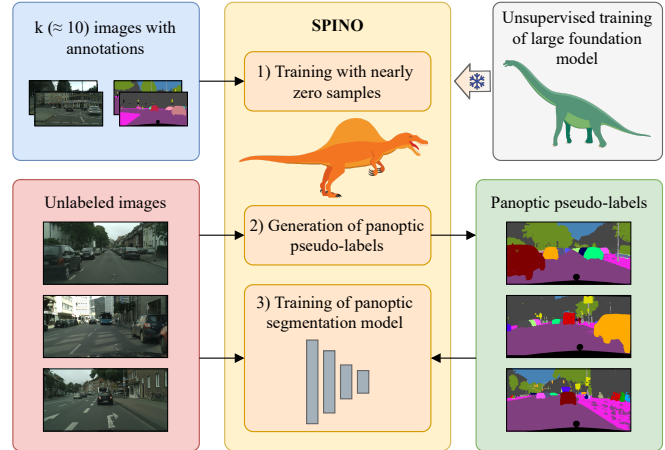 k (≈ 10) images with
annotations
SPINO
1) Training with nearly
zero samples
Unsupervised training
of large foundation
model
Unlabeled images
2) Generation of panoptic
pseudo-labels
Panoptic pseudo-labels
3) Training of panoptic
segmentation model